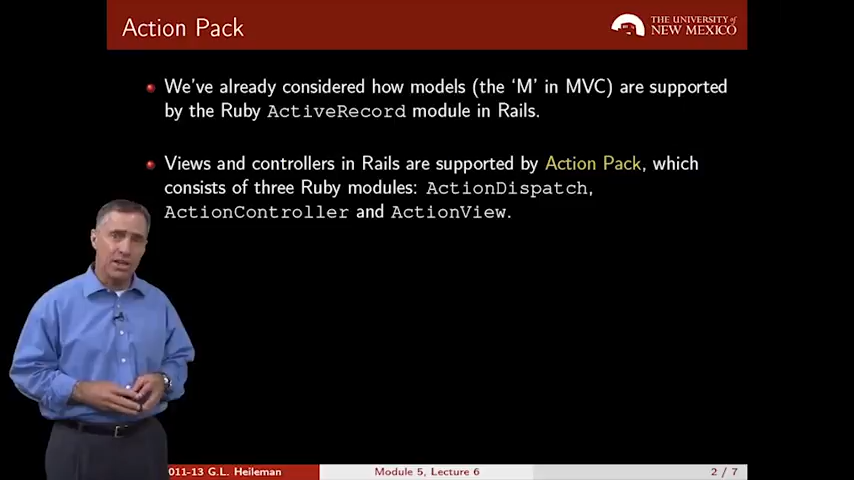 Action Pack
THE UNIVERSITY of
NEW MEXICO
We've already considered how models (the ‘M’ in MVC) are supported
by the Ruby ActiveRecord module in Rails.
Views and controllers in Rails are supported by Action Pack, which
consists of three Ruby modules: ActionDispatch,
ActionController and ActionView.
011-13 G.L. Heileman
Module 5, Lecture 6
2 / 7